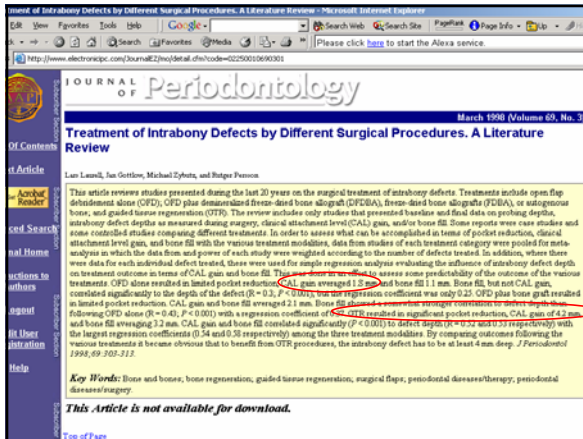 tment of Intrabony Defects by Different Surgical Procedures. A Literature Review - Microsoft Internet Explorer
Edit View Favorites Tools Help Google Search Web Search Site PageRank Page Info Up
Search Favorites Media Please click here to start the Alexa service.
http://www.electronicipc.com/JournalEZ/mo/detail.cfm?code=02250010690301
JOURNAL
OF Periodontology
March 1998 (Volume 69, No. 3)
Treatment of Intrabony Defects by Different Surgical Procedures. A Literature
Review
Of Contents
Lars Laurell, Jan Gottlow, Michael Zybutz, and Rutger Persson
xt Article
Acrobat
Reader
ced Search
nal Home
uctions to
uthors
ogout
dit User
gistration
Help
This article reviews studies presented during the last 20 years on the surgical treatment of intrabony defects. Treatments include open flap
debridement alone (OFD); OFD plus demineralized freeze-dried bone allograft (DFDBA), freeze-dried bone allografts (FDBA), or autogenous
bone; and guided tissue regeneration (GTR). The review includes only studies that presented baseline and final data on probing depths,
intrabony defect depths as measured during surgery, clinical attachment level (CAL) gain, and/or bone fill. Some reports were case studies and
some controlled studies comparing different treatments. In order to assess what can be accomplished in terms of pocket reduction, clinical
attachment level gain, and bone fill with the various treatment modalities, data from studies of each treatment category were pooled for meta-
analysis in which the data from and power of each study were weighted according to the number of defects treated. In addition, where there
were data for each individual defect treated, these were used for simple regression analysis evaluating the influence of intrabony defect depth
on treatment outcome in terms of CAL gain and bone fill. This was done in an effort to assess some predictability of the outcome of the various
treatments. OFD alone resulted in limited pocket reduction, CAL gain averaged 1.8 mm and bone fill 1.1 mm. Bone fill, but not CAL gain,
correlated significantly to the depth of the defect (R = 0.3; P < 0.001), but the regression coefficient was only 0.25. OFD plus bone graft resulted
in limited pocket reduction. CAL gain and bone fill averaged 2.1 mm. Bone fill showed a somewhat stronger correlation to defect depth than
following OFD alone (R = 0.43; P < 0.001) with a regression coefficient of GTR resulted in significant pocket reduction, CAL gain of 4.2 mm,
and bone fill averaging 3.2 mm. CAL gain and bone fill correlated significantly (P < 0.001) to defect depth (R = 0.52 and 0.53 respectively) with
the largest regression coefficients (0.54 and 0.58 respectively) among the three treatment modalities. By comparing outcomes following the
various treatments it became obvious that to benefit from GTR procedures, the intrabony defect has to be at least 4 mm deep. J Periodontol
1998;69:303-313.
Key Words: Bone and bones; bone regeneration; guided tissue regeneration; surgical flaps; periodontal diseases/therapy; periodontal
diseases/surgery.
This Article is not available for download.
Top of Page